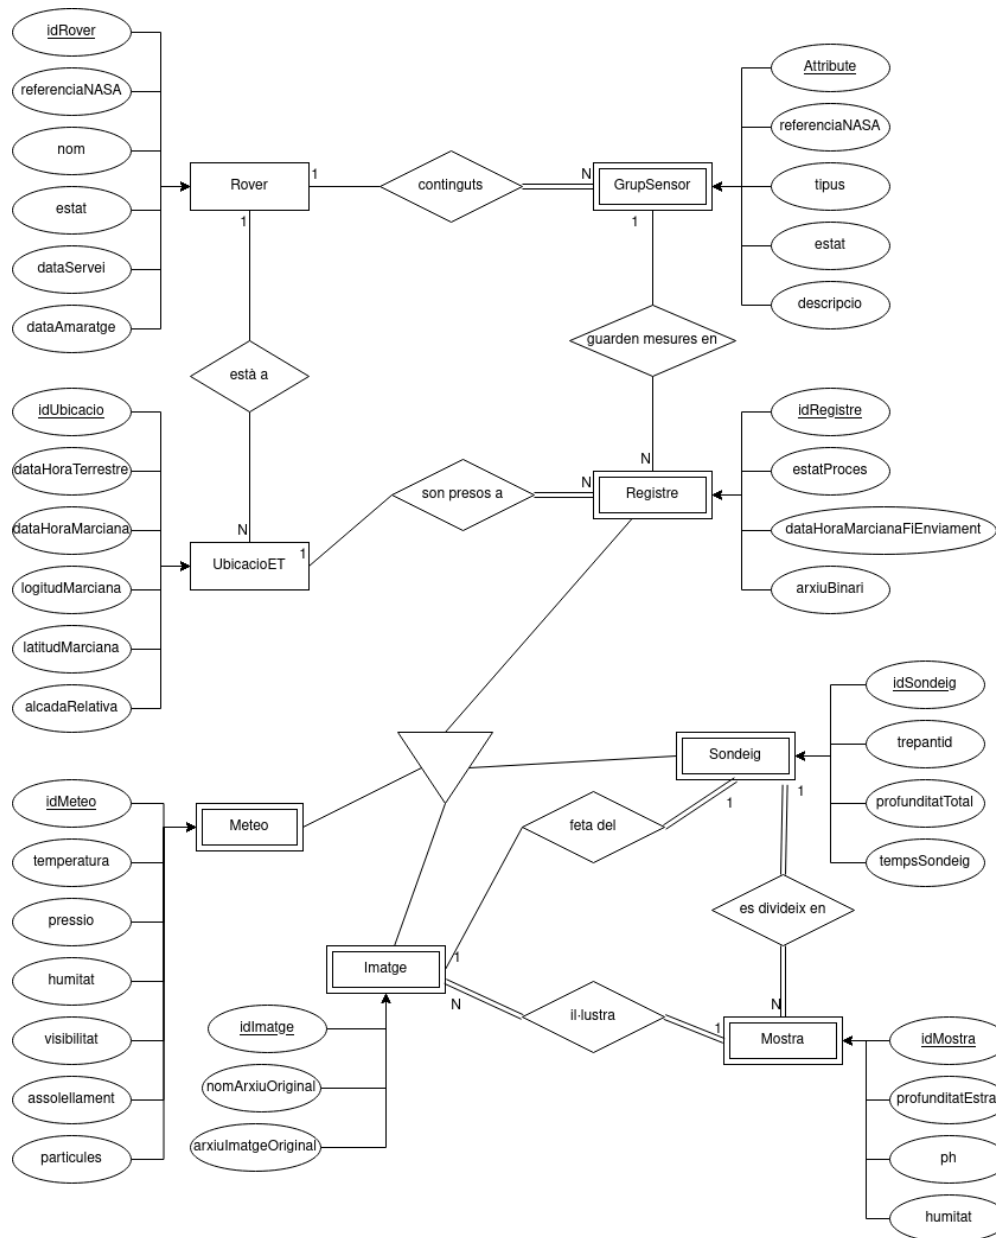 idRover
referenciaNASA
nom
estat
dataServei
dataAmaratge
Rover
1
continguts
N
GrupSensor
Attribute
referenciaNASA
tipus
estat
descripcio
1
1
està a
guarden mesures en
N
N
idUbicacio
dataHoraTerrestre
dataHoraMarciana
logitudMarciana
latitudMarciana
alcadaRelativa
UbicacioET
1
son presos a
N
Registre
idRegistre
estatProces
dataHoraMarcianaFiEnviament
arxiuBinari
idSondeig
trepantid
profunditatTotal
tempsSondeig
Sondeig
1
1
feta del
es divideix en
idMeteo
temperatura
pressio
humitat
visibilitat
assolellament
particules
Meteo
Imatge
1
N
il·lustra
1
N
Mostra
idImatge
nomArxiuOriginal
arxiuImatgeOriginal
idMostra
profunditatEstra
ph
humitat